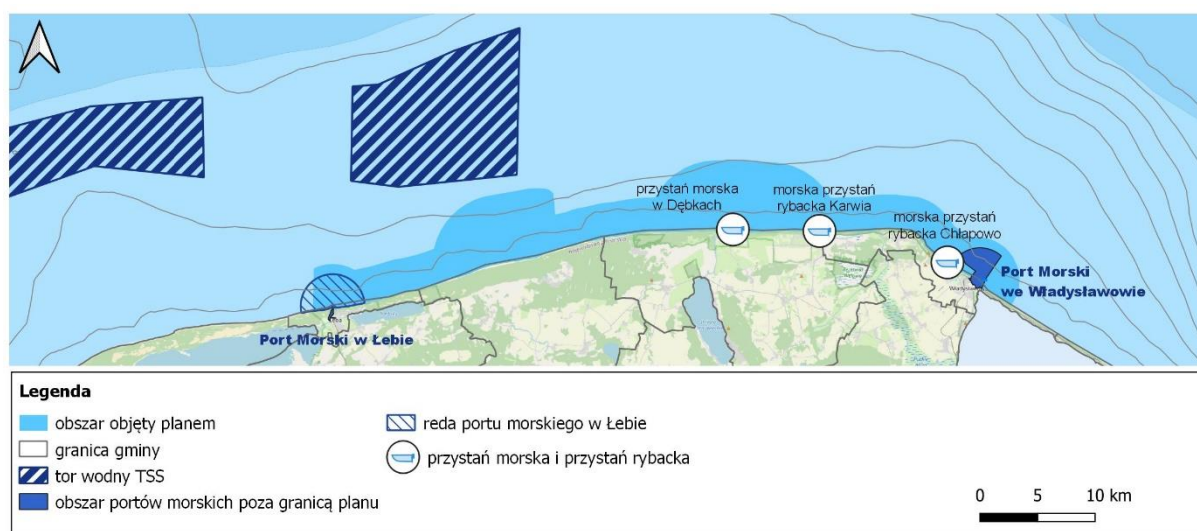 przystań morska
w Dębkach
morska przystań
rybacka Karwia
morska przystań
rybacka Chłapowo
Port Morski
we Władysławowie
Port Morski w Łebie
Legenda
obszar objęty planem
granica gminy
tor wodny TSS
obszar portów morskich poza granicą planu
reda portu morskiego w Łebie
przystań morska i przystań rybacka
0 5 10 km